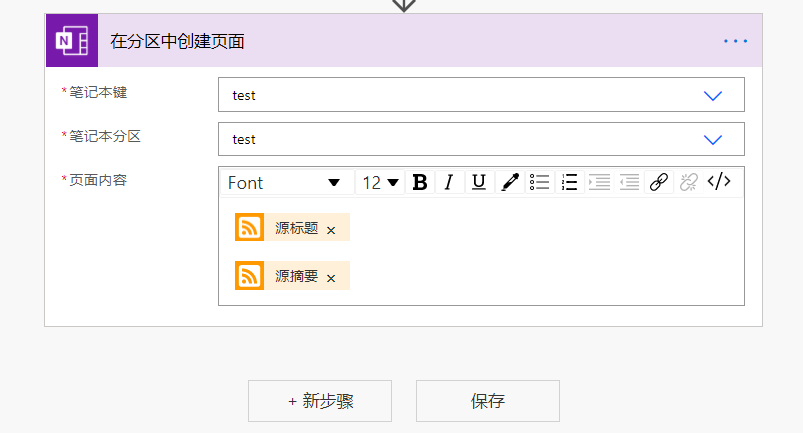 在分区中创建页面
* 笔记本键
test
* 笔记本分区
test
* 页面内容
Font 12 B I U </>
源标题 ×
源摘要 ×
+ 新步骤 保存